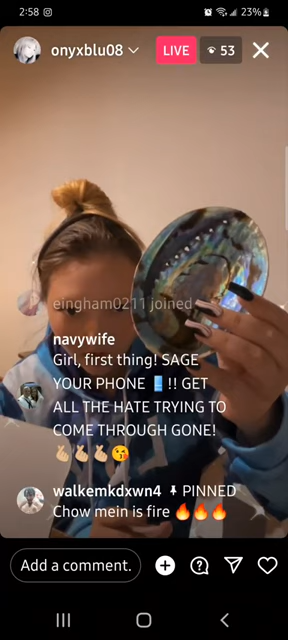 2:58 23%
onyxblu08 LIVE 53
eingham0211 joined
navywife
Girl, first thing! SAGE
YOUR PHONE 📱!! GET
ALL THE HATE TRYING TO
COME THROUGH GONE!
🫰🏼🫰🏼🫰🏼🫰🏼😘
walkemkdxwn4 📌 PINNED
Chow mein is fire 🔥🔥🔥
Add a comment.